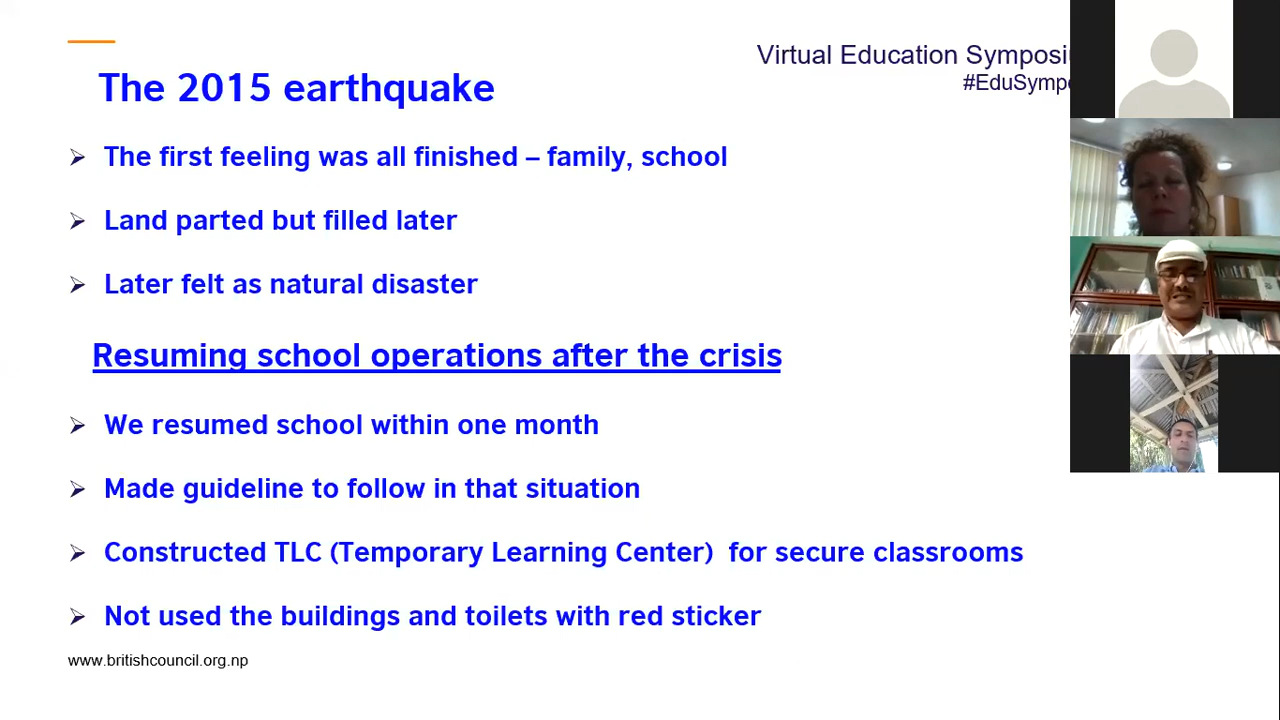 Virtual Education
#EduSymp
The 2015 earthquake
The first feeling was all finished – family, school
Land parted but filled later
Later felt as natural disaster
Resuming school operations after the crisis
We resumed school within one month
Made guideline to follow in that situation
Constructed TLC (Temporary Learning Center) for secure classrooms
Not used the buildings and toilets with red sticker
www.britishcouncil.org.np